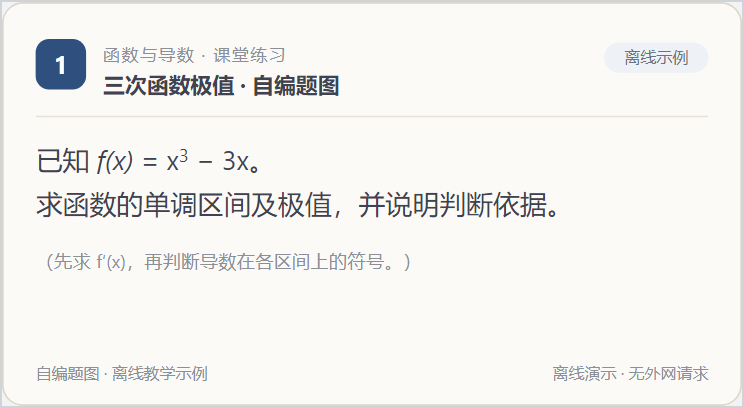 1
函数与导数 · 课堂练习
离线示例
三次函数极值 · 自编题图
已知 f(x) = x³ − 3x。
求函数的单调区间及极值，并说明判断依据。
（先求 f′(x)，再判断导数在各区间上的符号。）
自编题图 · 离线教学示例
离线演示 · 无外网请求